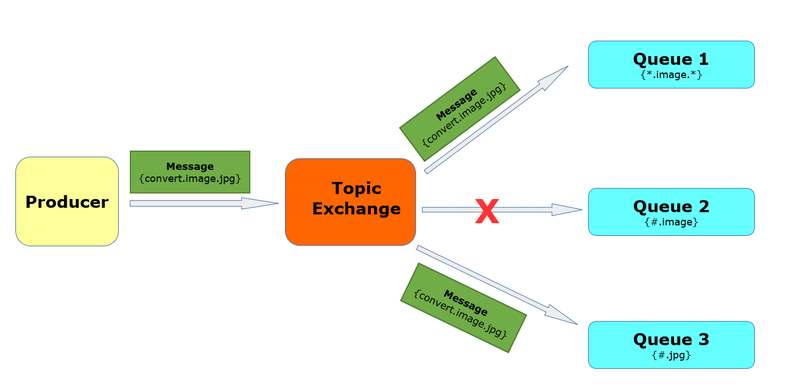 Producer
Message
{convert.image.jpg}
Topic
Exchange
Message
{convert.image.jpg}
Queue 1
{*.image.*}
X
Queue 2
{#.image}
Message
{convert.image.jpg}
Queue 3
{#.jpg}